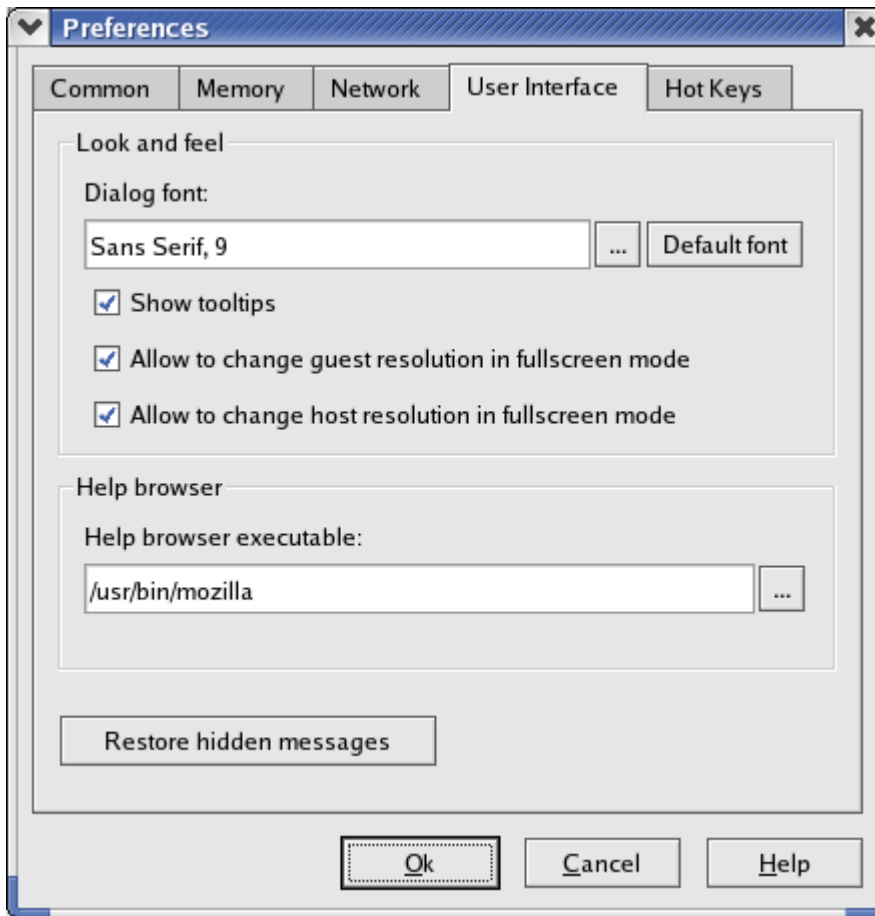 Preferences
Common Memory Network User Interface Hot Keys
Look and feel
Dialog font:
Sans Serif, 9 ... Default font
Show tooltips
Allow to change guest resolution in fullscreen mode
Allow to change host resolution in fullscreen mode
Help browser
Help browser executable:
/usr/bin/mozilla ...
Restore hidden messages
Ok Cancel Help